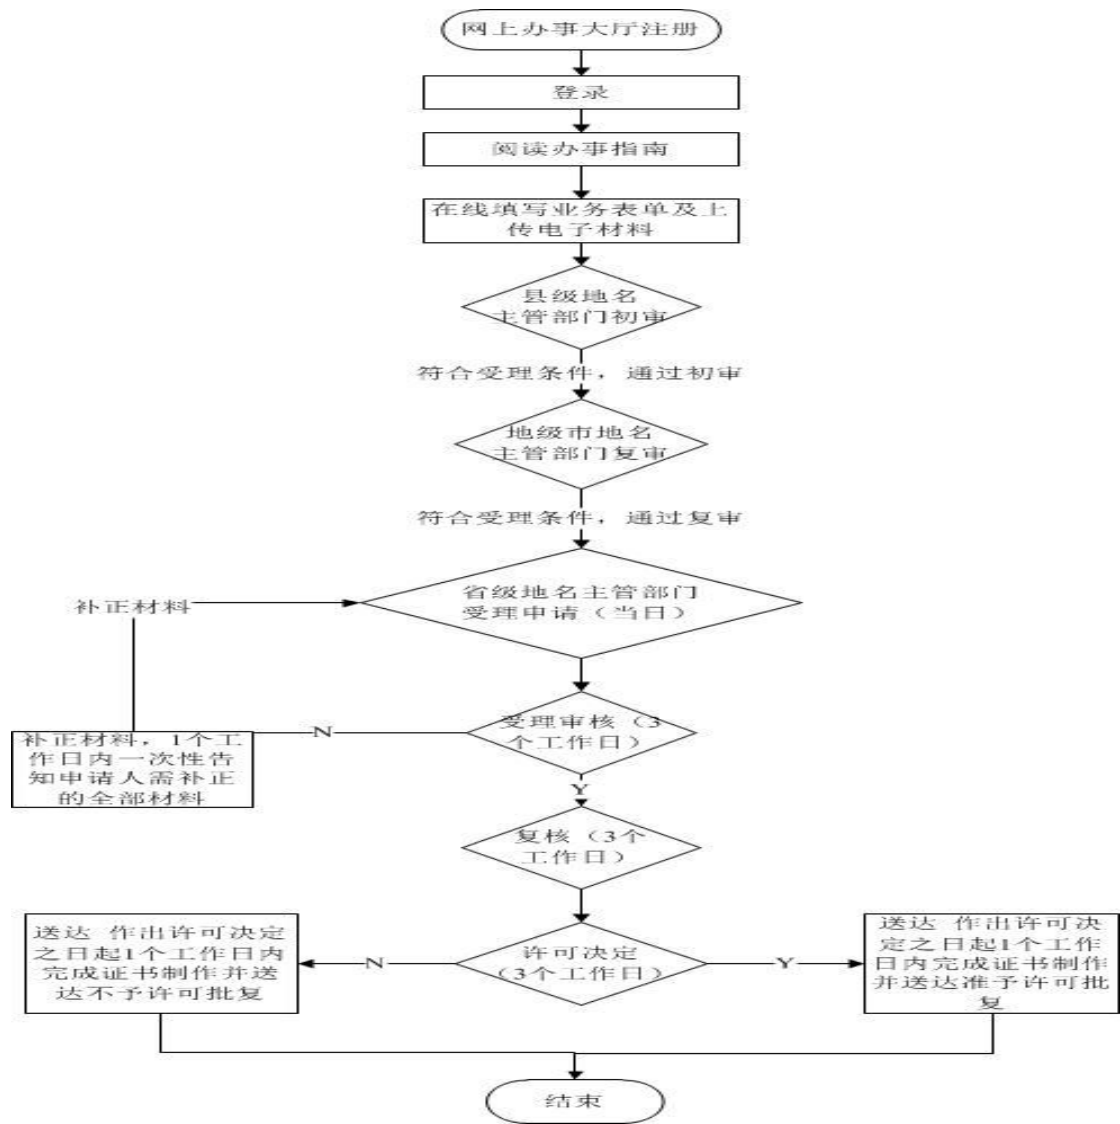 网上办事大厅注册
登录
阅读办事指南
在线填写业务表单及上
传电子材料
县级地名
主管部门初审
符合受理条件，通过初审
地级市地名
主管部门复审
符合受理条件，通过复审
省级地名主管部门
受理申请（当日）
补正材料
受理审核（3
个工作日）
N
补正材料，1个工
作日内一次性告
知申请人需补正
的全部材料
Y
复核（3个
工作日）
许可决定
（3个工作日）
N
送达 作出许可决定
之日起1个工作日内
完成证书制作并送
达不予许可批复
Y
送达 作出许可决
定之日起1个工作
日内完成证书制作
并送达准予许可批
复
结束